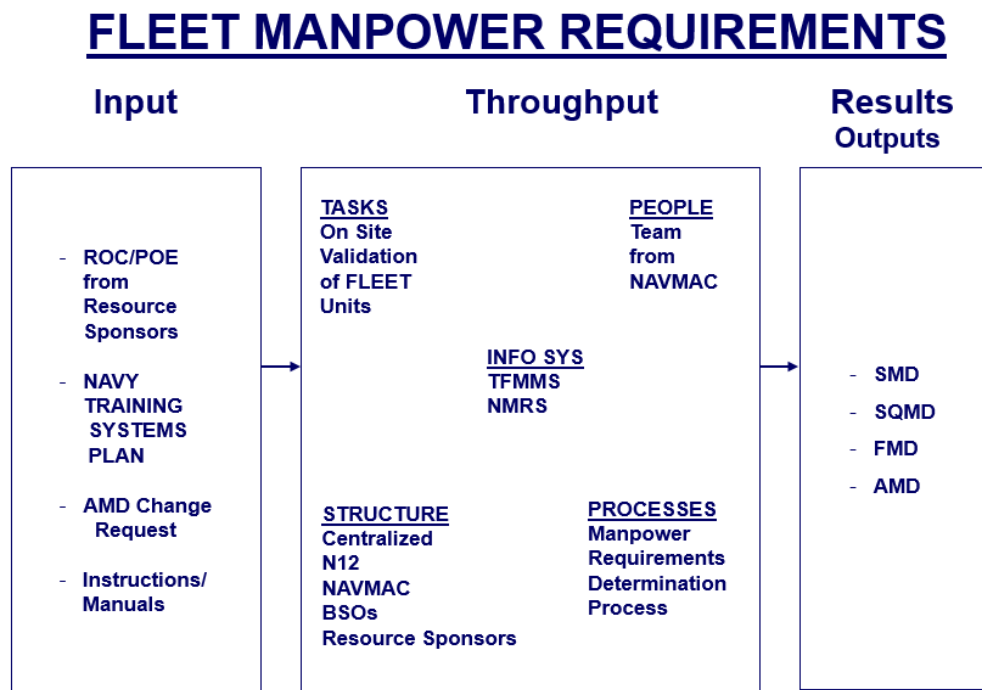 FLEET MANPOWER REQUIREMENTS
Input
Throughput
Results
Outputs
- ROC/POE
from
Resource
Sponsors
- NAVY
TRAINING
SYSTEMS
PLAN
- AMD Change
Request
- Instructions/
Manuals
TASKS
On Site
Validation
of FLEET
Units
PEOPLE
Team
from
NAVMAC
INFO SYS
TFMMS
NMRS
STRUCTURE
Centralized
N12
NAVMAC
BSOs
Resource Sponsors
PROCESSES
Manpower
Requirements
Determination
Process
- SMD
- SQMD
- FMD
- AMD